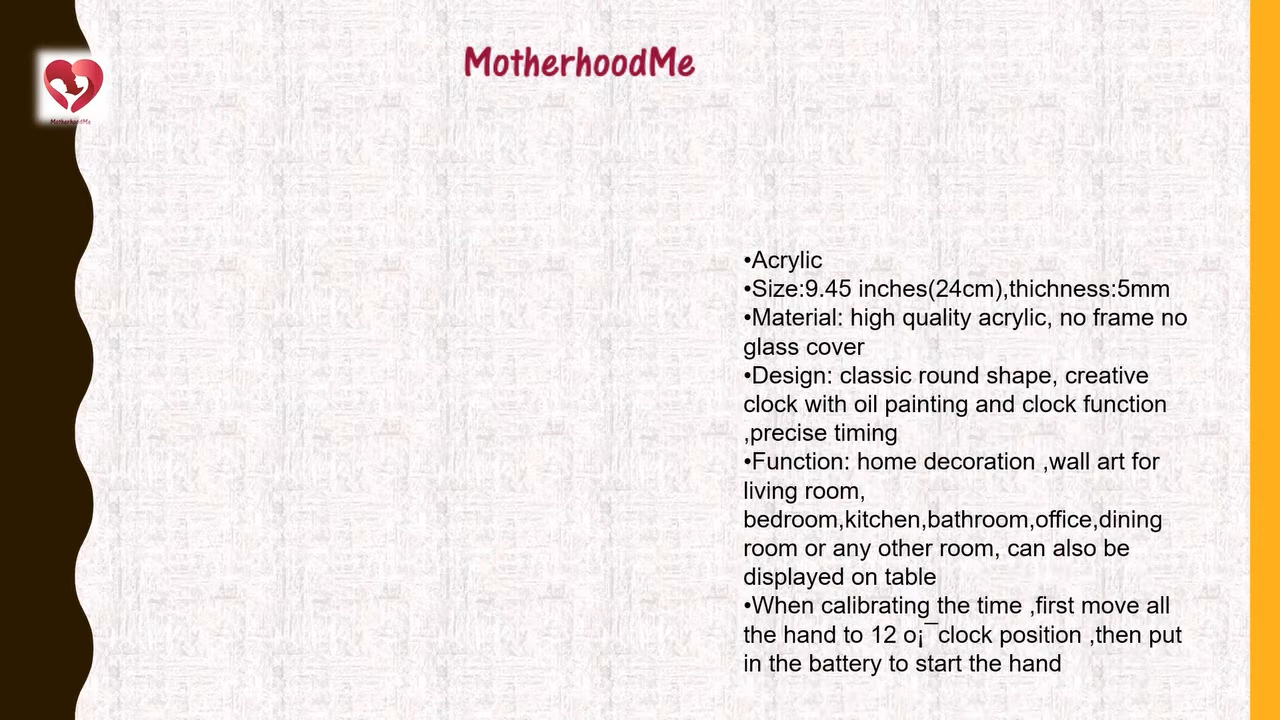 MotherhoodMe
MotherhoodMe
•Acrylic
•Size:9.45 inches(24cm),thichness:5mm
•Material: high quality acrylic, no frame no
glass cover
•Design: classic round shape, creative
clock with oil painting and clock function
,precise timing
•Function: home decoration ,wall art for
living room,
bedroom,kitchen,bathroom,office,dining
room or any other room, can also be
displayed on table
•When calibrating the time ,first move all
the hand to 12 o¡¯clock position ,then put
in the battery to start the hand